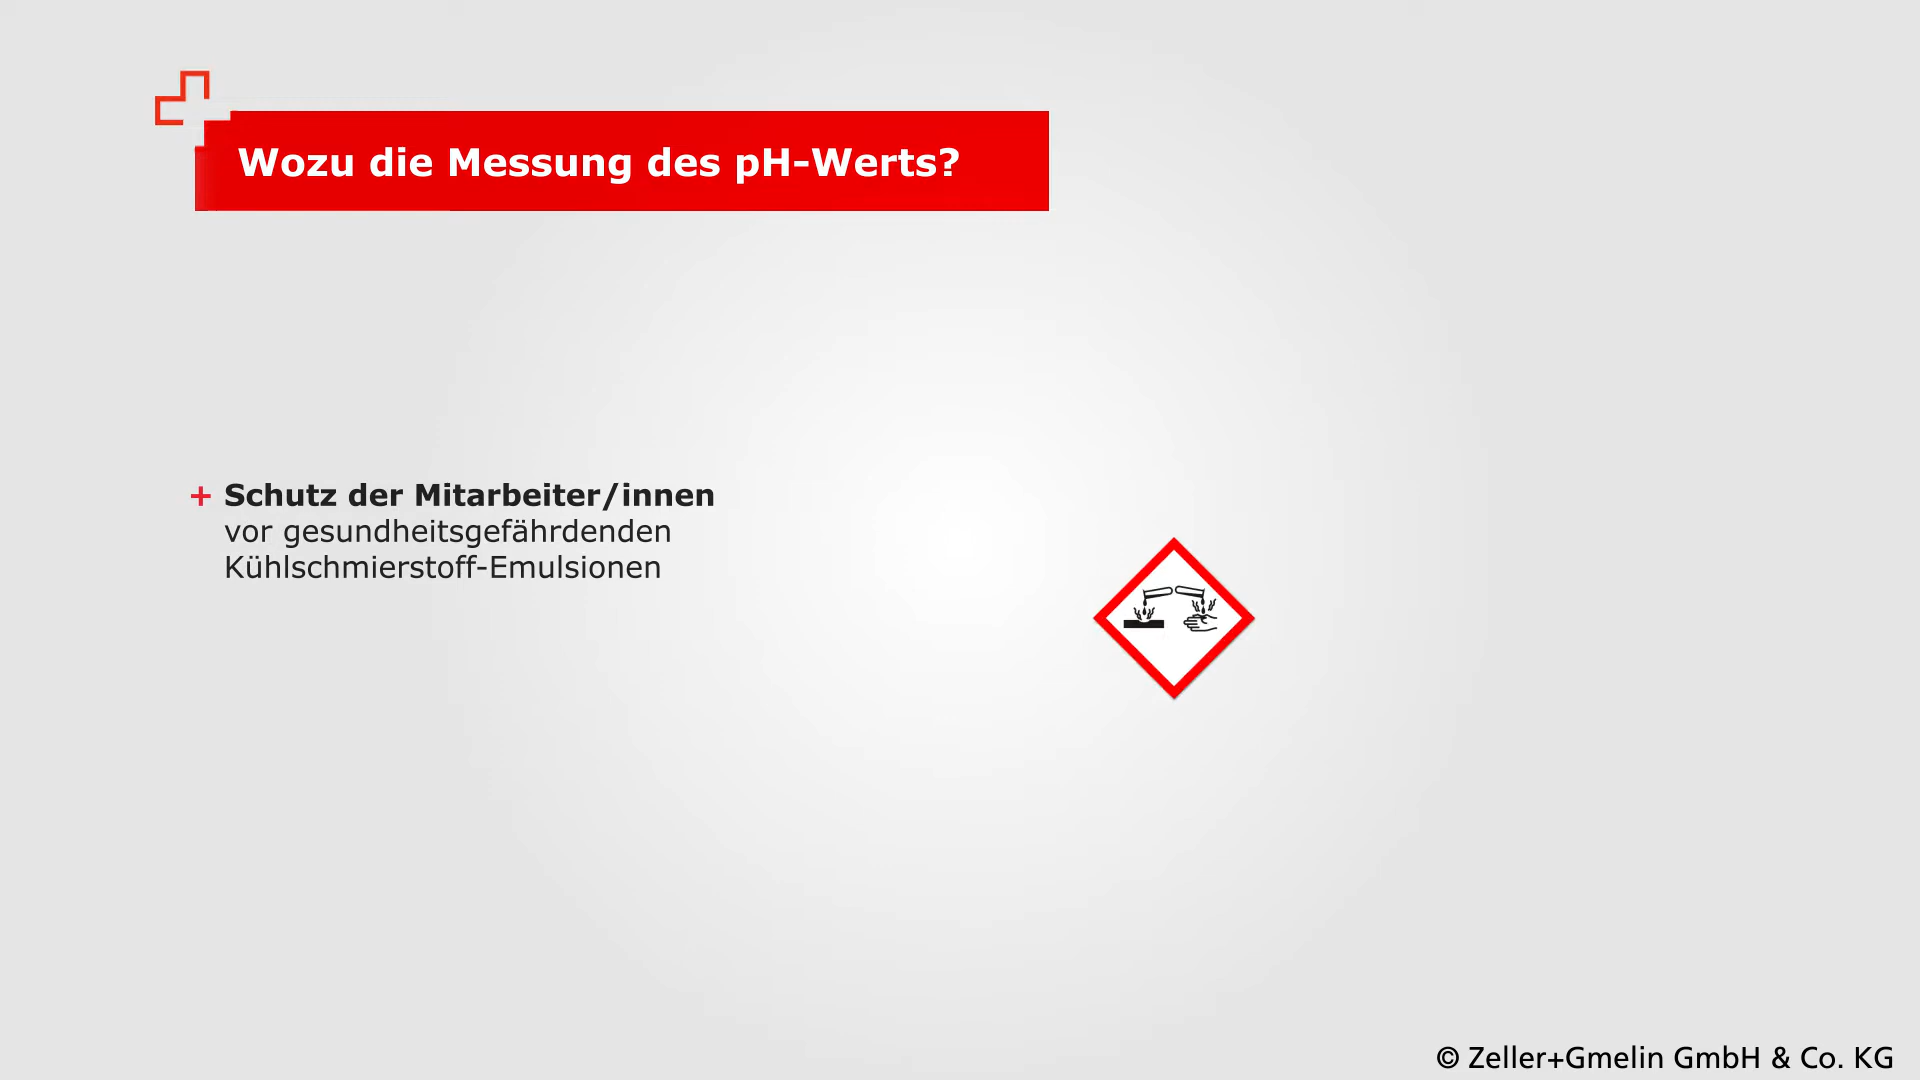 Wozu die Messung des pH-Werts?
+ Schutz der Mitarbeiter/innen
vor gesundheitsgefährdenden
Kühlschmierstoff-Emulsionen
© Zeller+Gmelin GmbH & Co. KG